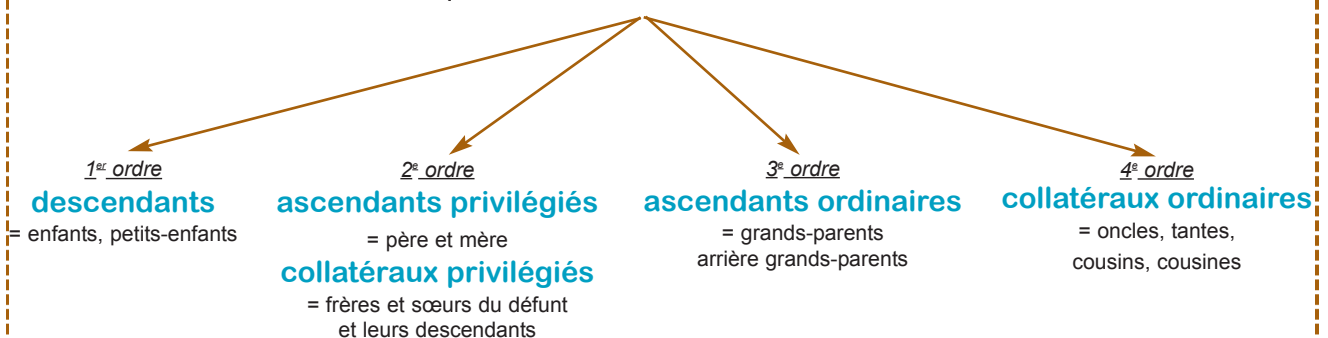 1er ordre
descendants
= enfants, petits-enfants
2e ordre
ascendants privilégiés
= père et mère
collatéraux privilégiés
= frères et sœurs du défunt
et leurs descendants
3e ordre
ascendants ordinaires
= grands-parents
arrière grands-parents
4e ordre
collatéraux ordinaires
= oncles, tantes,
cousins, cousines